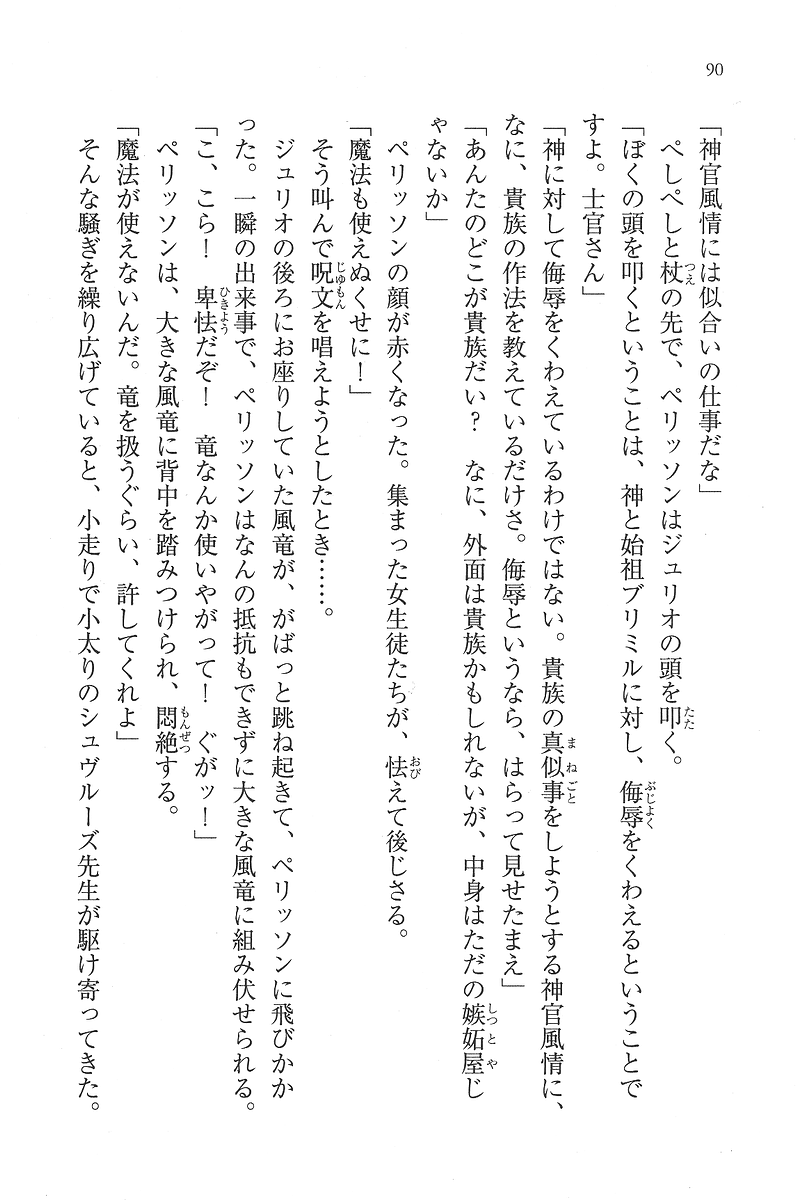 90
「神官風情には似合いの仕事だな」
ぺしぺしと杖の先で、ペリッソンはジュリオの頭を叩く。
「ぼくの頭を叩くということは、神と始祖ブリミルに対し、侮辱をくわえるということで
すよ。士官さん」
「神に対して侮辱をくわえているわけではない。貴族の真似事をしようとする神官風情に、
なに、貴族の作法を教えているだけさ。侮辱というなら、はらって見せたまえ」
「あんたのどこが貴族だい？　なに、外面は貴族かもしれないが、中身はただの嫉妬屋じ
ゃないか」
ペリッソンの顔が赤くなった。集まった女生徒たちが、怯えて後じさる。
「魔法も使えぬくせに！」
そう叫んで呪文を唱えようとしたとき……。
ジュリオの後ろにお座りしていた風竜が、がばっと跳ね起きて、ペリッソンに飛びかか
った。一瞬の出来事で、ペリッソンはなんの抵抗もできずに大きな風竜に組み伏せられる。
「こ、こら！　卑怯だぞ！　竜なんか使いやがって！　ぐがッ！」
ペリッソンは、大きな風竜に背中を踏みつけられ、悶絶する。
「魔法が使えないんだ。竜を扱うぐらい、許してくれよ」
そんな騒ぎを繰り広げていると、小走りで小太りのシュヴルーズ先生が駆け寄ってきた。